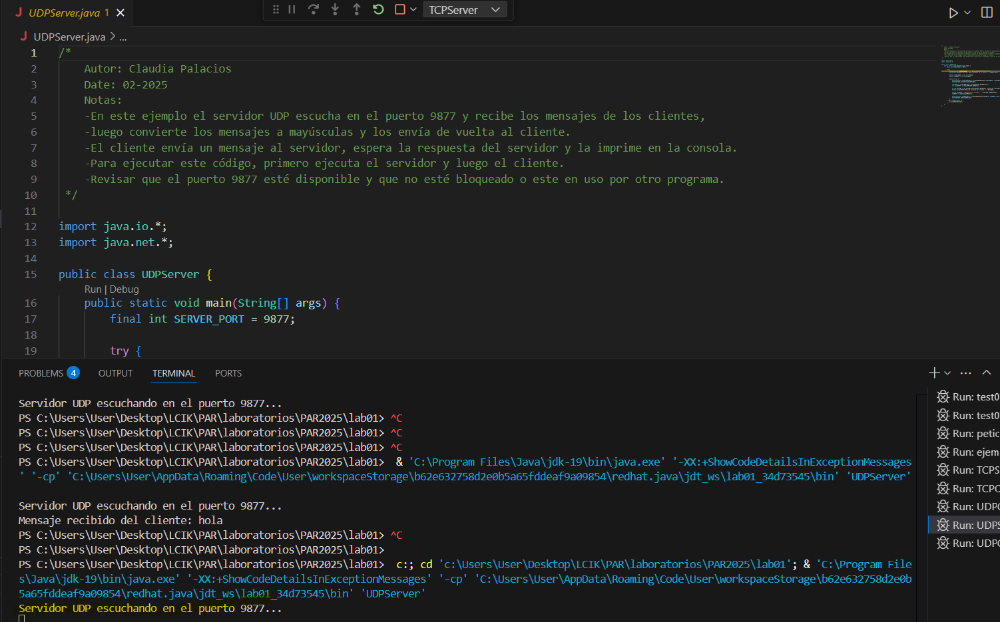 UDPServer.java 1
TCPServer
UDPServer.java > ...
1 /*
2 Autor: Claudia Palacios
3 Date: 02-2025
4 Notas:
5 -En este ejemplo el servidor UDP escucha en el puerto 9877 y recibe los mensajes de los clientes,
6 -luego convierte los mensajes a mayúsculas y los envía de vuelta al cliente.
7 -El cliente envía un mensaje al servidor, espera la respuesta del servidor y la imprime en la consola.
8 -Para ejecutar este código, primero ejecuta el servidor y luego el cliente.
9 -Revisar que el puerto 9877 esté disponible y que no esté bloqueado o este en uso por otro programa.
10 */
11
12 import java.io.*;
13 import java.net.*;
14
15 public class UDPServer {
Run | Debug
16 public static void main(String[] args) {
17 final int SERVER_PORT = 9877;
18
19 try {
PROBLEMS 4 OUTPUT TERMINAL PORTS
Servidor UDP escuchando en el puerto 9877...
PS C:\Users\User\Desktop\LCIK\PAR\laboratorios\PAR2025\lab01> ^C
PS C:\Users\User\Desktop\LCIK\PAR\laboratorios\PAR2025\lab01> ^C
PS C:\Users\User\Desktop\LCIK\PAR\laboratorios\PAR2025\lab01> ^C
PS C:\Users\User\Desktop\LCIK\PAR\laboratorios\PAR2025\lab01> & 'C:\Program Files\Java\jdk-19\bin\java.exe' '-XX:+ShowCodeDetailsInExceptionMessages
' '-cp' 'C:\Users\User\AppData\Roaming\Code\User\workspaceStorage\b62e632758d2e0b5a65fddeaf9a09854\redhat.java\jdt_ws\lab01_34d73545\bin' 'UDPServer'
Servidor UDP escuchando en el puerto 9877...
Mensaje recibido del cliente: hola
PS C:\Users\User\Desktop\LCIK\PAR\laboratorios\PAR2025\lab01> ^C
PS C:\Users\User\Desktop\LCIK\PAR\laboratorios\PAR2025\lab01>
PS C:\Users\User\Desktop\LCIK\PAR\laboratorios\PAR2025\lab01> c:; cd 'c:\Users\User\Desktop\LCIK\PAR\laboratorios\PAR2025\lab01'; & 'C:\Program File
s\Java\jdk-19\bin\java.exe' '-XX:+ShowCodeDetailsInExceptionMessages' '-cp' 'C:\Users\User\AppData\Roaming\Code\User\workspaceStorage\b62e632758d2e0b
5a65fddeaf9a09854\redhat.java\jdt_ws\lab01_34d73545\bin' 'UDPServer'
Servidor UDP escuchando en el puerto 9877...
Run: test0
Run: test0
Run: petic
Run: ejem
Run: TCPS
Run: TCPC
Run: UDPC
Run: UDPS
Run: UDPC